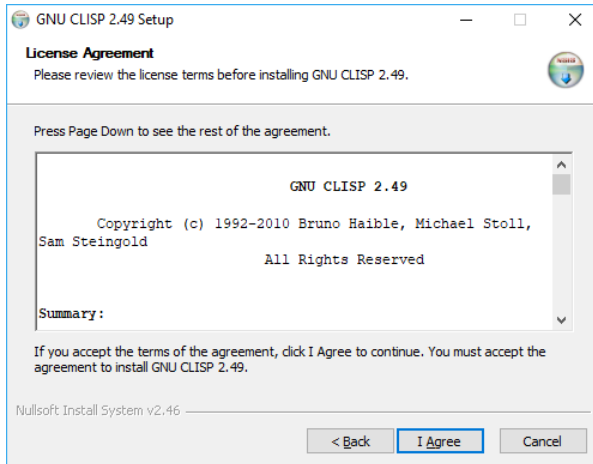 GNU CLISP 2.49 Setup
License Agreement
Please review the license terms before installing GNU CLISP 2.49.
Press Page Down to see the rest of the agreement.
GNU CLISP 2.49
Copyright (c) 1992-2010 Bruno Haible, Michael Stoll,
Sam Steingold
All Rights Reserved
Summary:
If you accept the terms of the agreement, click I Agree to continue. You must accept the
agreement to install GNU CLISP 2.49.
Nullsoft Install System v2.46
< Back I Agree Cancel